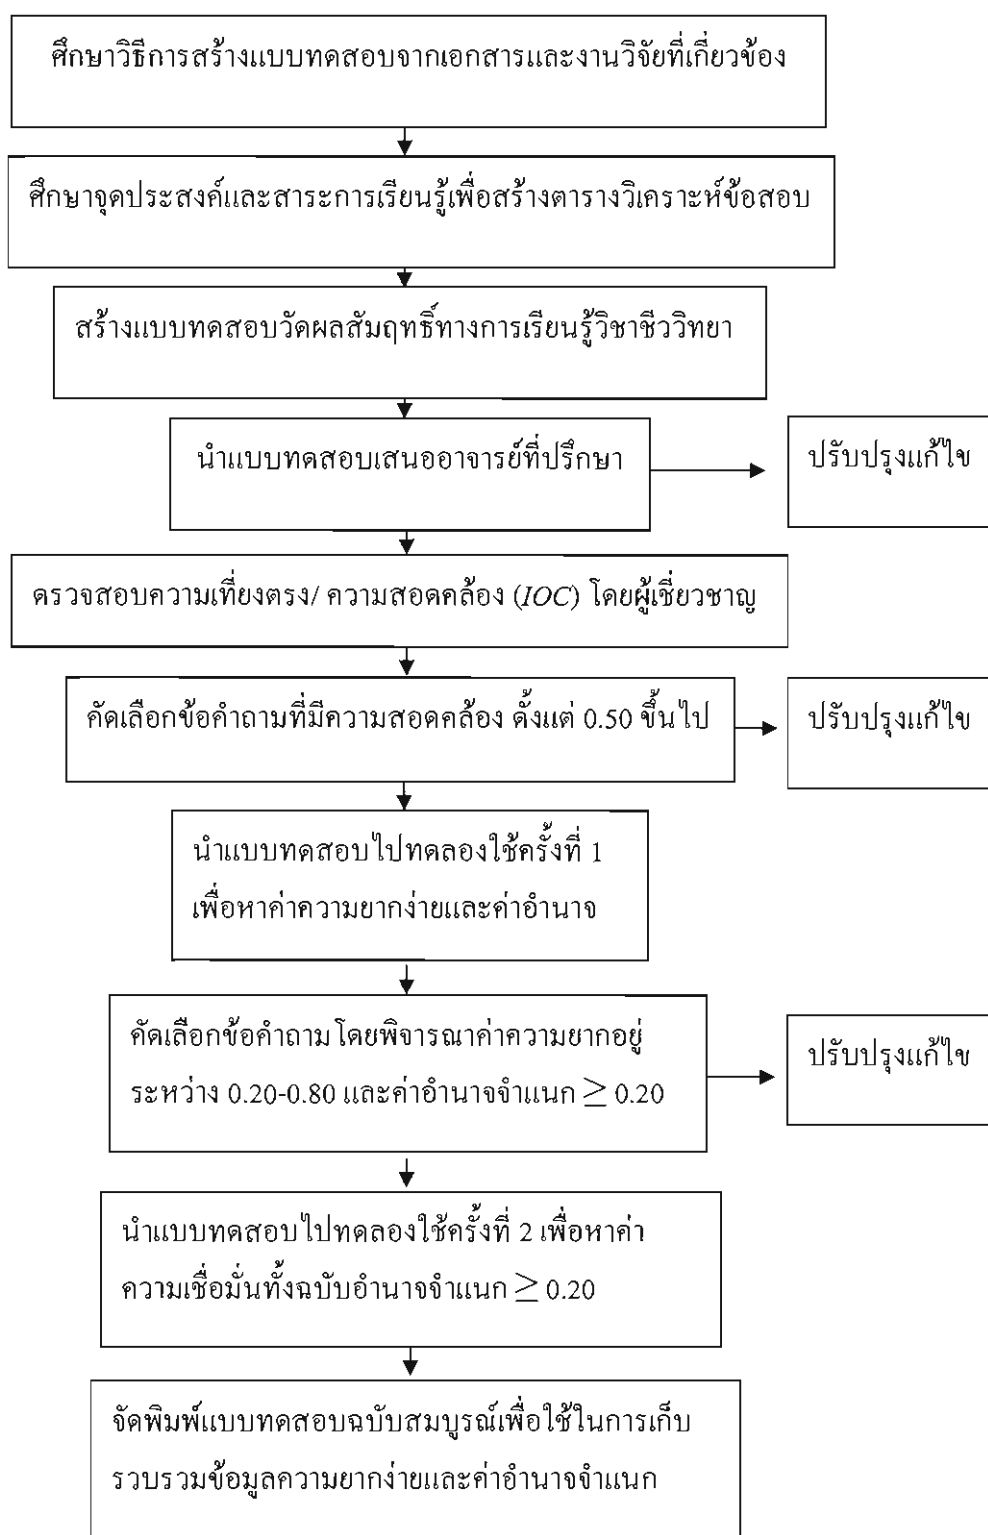 ศึกษาวิธีการสร้างแบบทดสอบจากเอกสารและงานวิจัยที่เกี่ยวข้อง
ศึกษาจุดประสงค์และสาระการเรียนรู้เพื่อสร้างตารางวิเคราะห์ข้อสอบ
สร้างแบบทดสอบวัดผลสัมฤทธิ์ทางการเรียนรู้วิชาชีววิทยา
นำแบบทดสอบเสนออาจารย์ที่ปรึกษา
ปรับปรุงแก้ไข
ตรวจสอบความเที่ยงตรง/ ความสอดคล้อง (IOC) โดยผู้เชี่ยวชาญ
คัดเลือกข้อคำถามที่มีความสอดคล้อง ตั้งแต่ 0.50 ขึ้นไป
ปรับปรุงแก้ไข
นำแบบทดสอบไปทดลองใช้ครั้งที่ 1
เพื่อหาค่าความยากง่ายและค่าอำนาจ
คัดเลือกข้อคำถามโดยพิจารณาค่าความยากอยู่
ระหว่าง 0.20-0.80 และค่าอำนาจจำแนก ≥ 0.20
ปรับปรุงแก้ไข
นำแบบทดสอบไปทดลองใช้ครั้งที่ 2 เพื่อหาค่า
ความเชื่อมั่นทั้งฉบับอำนาจจำแนก ≥ 0.20
จัดพิมพ์แบบทดสอบฉบับสมบูรณ์เพื่อใช้ในการเก็บ
รวบรวมข้อมูลความยากง่ายและค่าอำนาจจำแนก